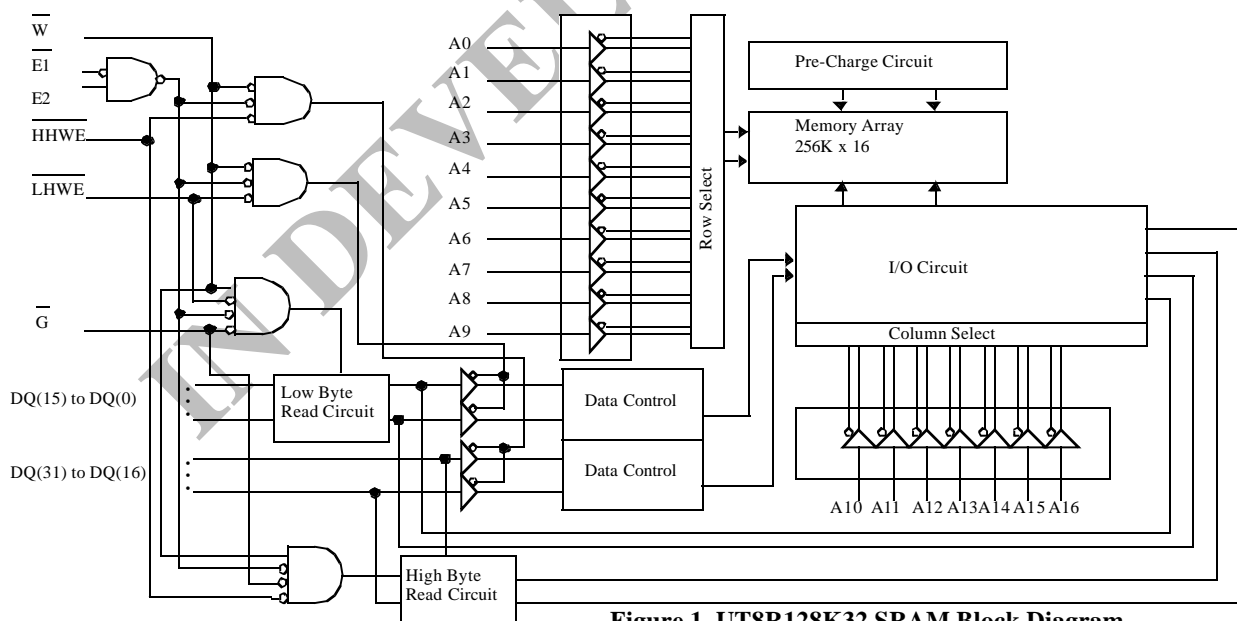 W
E1
E2
HHWE
LHWE
G
DQ(15) to DQ(0)
DQ(31) to DQ(16)
A0
A1
A2
A3
A4
A5
A6
A7
A8
A9
Row Select
Pre-Charge Circuit
Memory Array
256K x 16
I/O Circuit
Column Select
Low Byte
Read Circuit
Data Control
Data Control
A10 A11 A12 A13 A14 A15 A16
High Byte
Read Circuit
Figure 1. UT8R128K32 SRAM Block Diagram
IN DEVEL